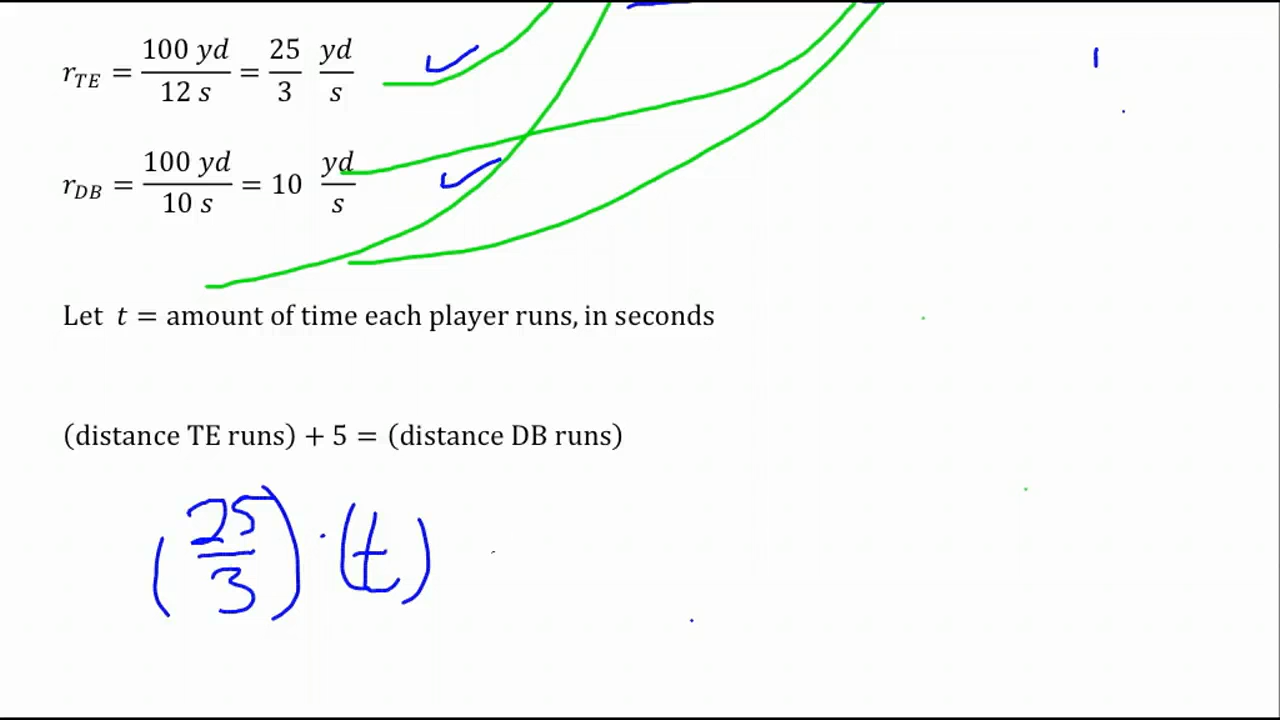 r_TE = 100 yd / 12 s = 25/3 yd/s
r_DB = 100 yd / 10 s = 10 yd/s
Let t = amount of time each player runs, in seconds
(distance TE runs) + 5 = (distance DB runs)
(25/3) · (t)